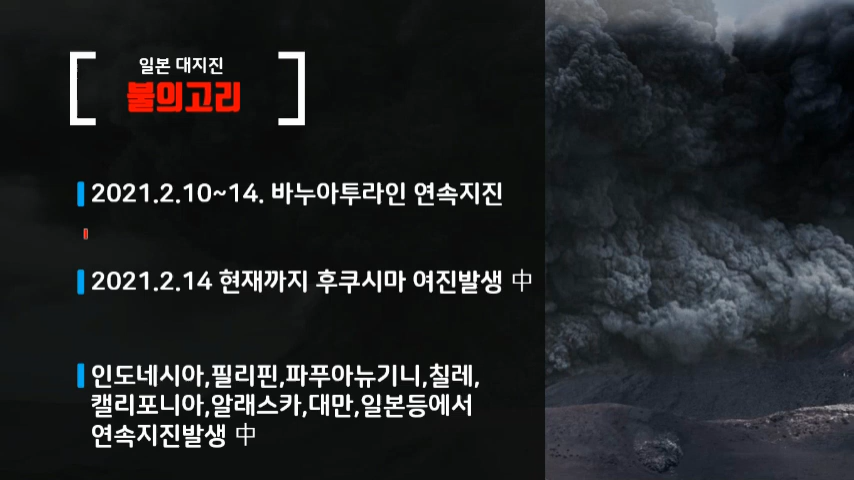 일본 대지진
불의고리
2021.2.10~14. 바누아투라인 연속지진
2021.2.14 현재까지 후쿠시마 여진발생 中
인도네시아,필리핀,파푸아뉴기니,칠레,
캘리포니아,알래스카,대만,일본등에서
연속지진발생 中